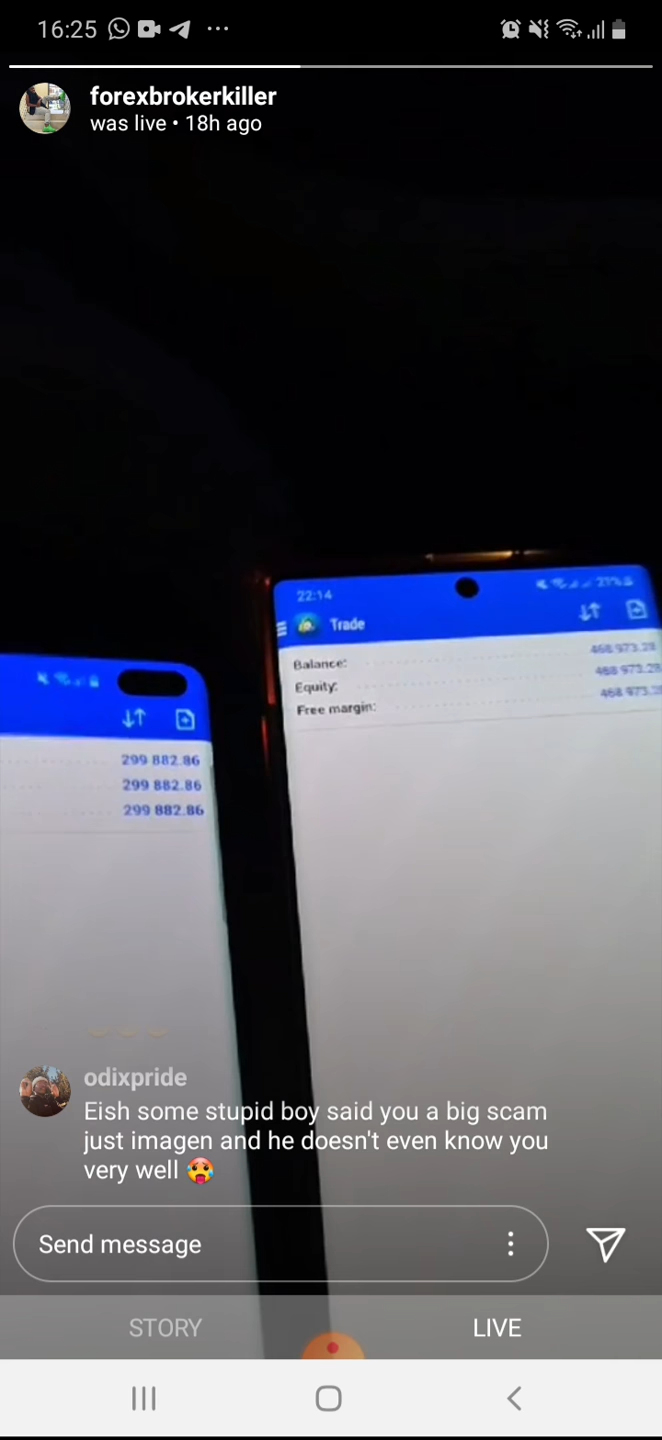 16:25
forexbrokerkiller
was live • 18h ago
22:14
Trade
Balance: 468 973.28
Equity: 468 973.28
Free margin: 468 973.28
299 882.86
299 882.86
299 882.86
odixpride
Eish some stupid boy said you a big scam
just imagen and he doesn't even know you
very well 🥵
Send message
STORY
LIVE